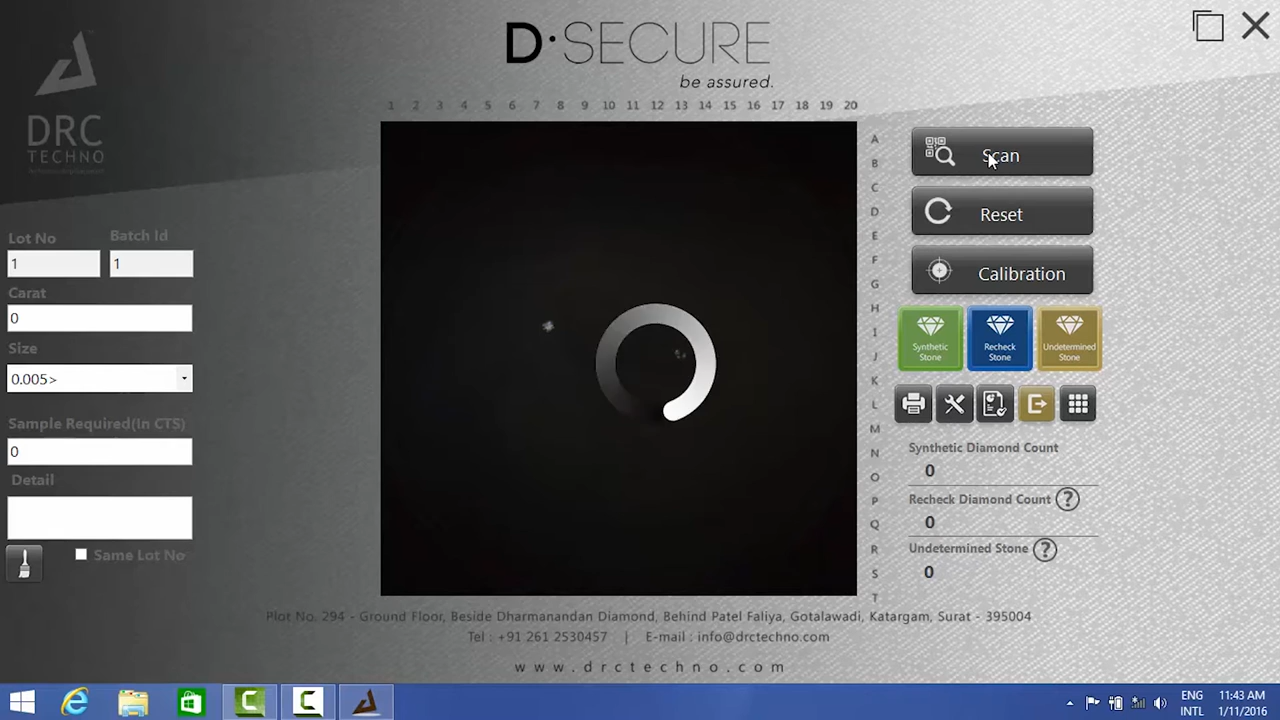 D·SECURE
be assured.
DRC
TECHNO
1 2 3 4 5 6 7 8 9 10 11 12 13 14 15 16 17 18 19 20
A
B
C
D
E
F
G
H
I
J
K
L
M
N
O
P
Q
R
S
T
Lot No
Batch Id
1
1
Carat
0
Size
0.005>
Sample Required(In CTS)
0
Detail
Same Lot No
Scan
Reset
Calibration
Synthetic
Stone
Recheck
Stone
Undetermined
Stone
Synthetic Diamond Count
0
Recheck Diamond Count ?
0
Undetermined Stone ?
0
Plot No. 294 - Ground Floor, Beside Dharmanandan Diamond, Behind Patel Faliya, Gotalawadi, Katargam, Surat - 395004
Tel : +91 261 2530457 | E-mail : info@drctechno.com
www.drctechno.com
ENG
INTL
11:43 AM
1/11/2016